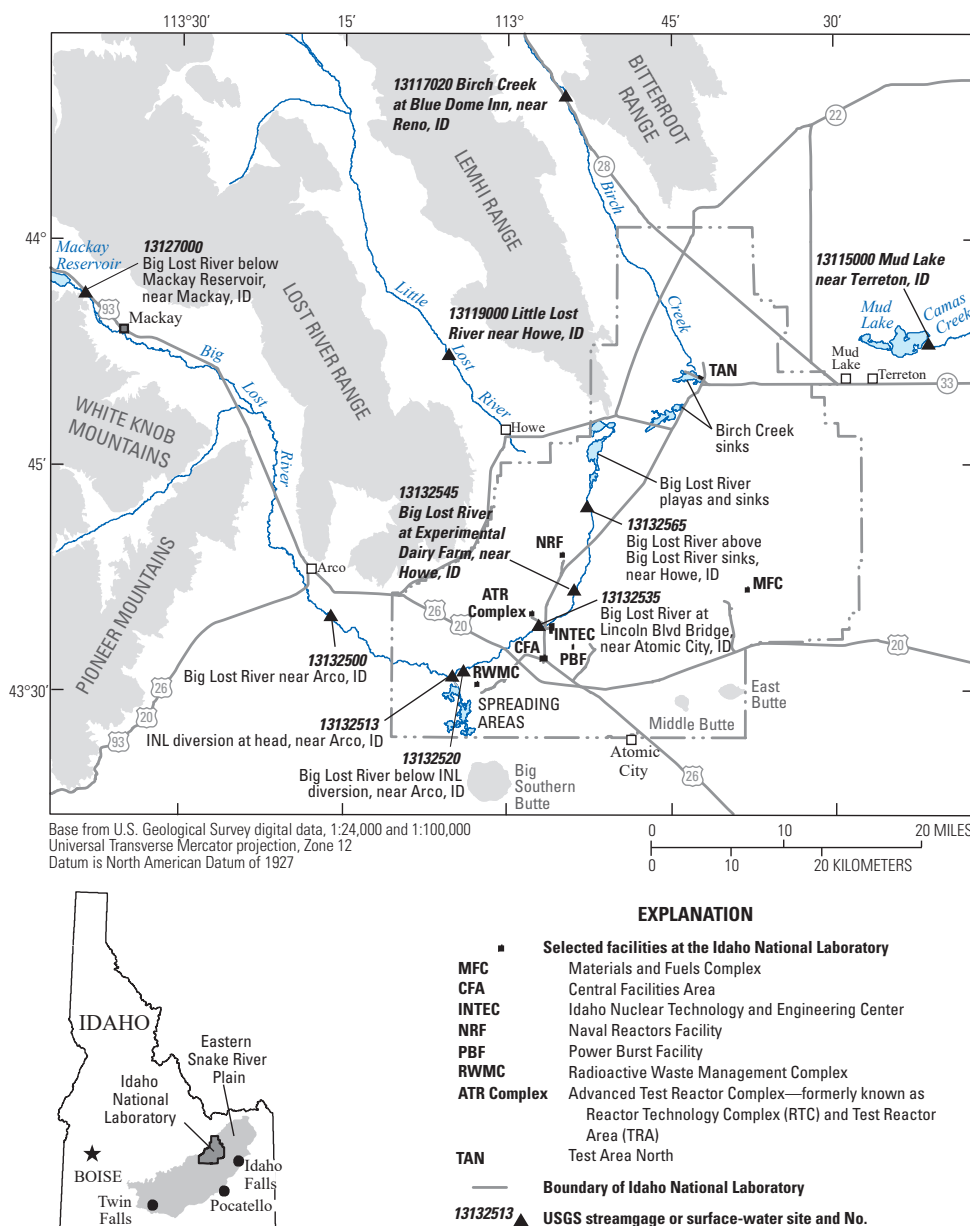 113°30'
15'
113°
45'
30'
13117020 Birch Creek
at Blue Dome Inn, near
Reno, ID
BITTERROOT
RANGE
22
28
LEMHI RANGE
Birch
Creek
44°
Mackay
Reservoir
13127000
Big Lost River below
Mackay Reservoir,
near Mackay, ID
93
Mackay
LOST RIVER RANGE
Little
Lost
River
13119000 Little Lost
River near Howe, ID
13115000 Mud Lake
near Terreton, ID
Mud
Lake
Camas
Creek
Mud
Lake
Terreton
33
TAN
Big
Lost
River
WHITE KNOB
MOUNTAINS
Howe
Birch Creek
sinks
45'
Big Lost River
playas and sinks
13132545
Big Lost River
at Experimental
Dairy Farm, near
Howe, ID
13132565
Big Lost River above
Big Lost River sinks,
near Howe, ID
NRF
MFC
PIONEER MOUNTAINS
Arco
26
20
ATR
Complex
13132535
Big Lost River at
Lincoln Blvd Bridge,
near Atomic City, ID
INTEC
CFA
PBF
20
13132500
Big Lost River near Arco, ID
43°30'
RWMC
SPREADING
AREAS
East
Butte
Middle Butte
26
20
93
13132513
INL diversion at head, near Arco, ID
13132520
Big Lost River below INL
diversion, near Arco, ID
Atomic
City
26
Big
Southern
Butte
Base from U.S. Geological Survey digital data, 1:24,000 and 1:100,000
Universal Transverse Mercator projection, Zone 12
Datum is North American Datum of 1927
0 10 20 MILES
0 10 20 KILOMETERS
IDAHO
Eastern
Snake River
Plain
Idaho
National
Laboratory
BOISE
Idaho
Falls
Pocatello
Twin
Falls
EXPLANATION
Selected facilities at the Idaho National Laboratory
MFC Materials and Fuels Complex
CFA Central Facilities Area
INTEC Idaho Nuclear Technology and Engineering Center
NRF Naval Reactors Facility
PBF Power Burst Facility
RWMC Radioactive Waste Management Complex
ATR Complex Advanced Test Reactor Complex—formerly known as
Reactor Technology Complex (RTC) and Test Reactor
Area (TRA)
TAN Test Area North
Boundary of Idaho National Laboratory
13132513 USGS streamgage or surface-water site and No.